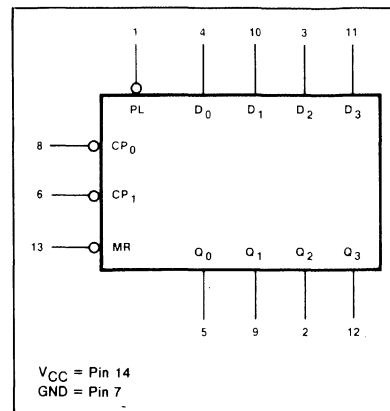 1 4 10 3 11
PL D0 D1 D2 D3
8 CP0
6 CP1
13 MR Q0 Q1 Q2 Q3
5 9 2 12
VCC = Pin 14
GND = Pin 7